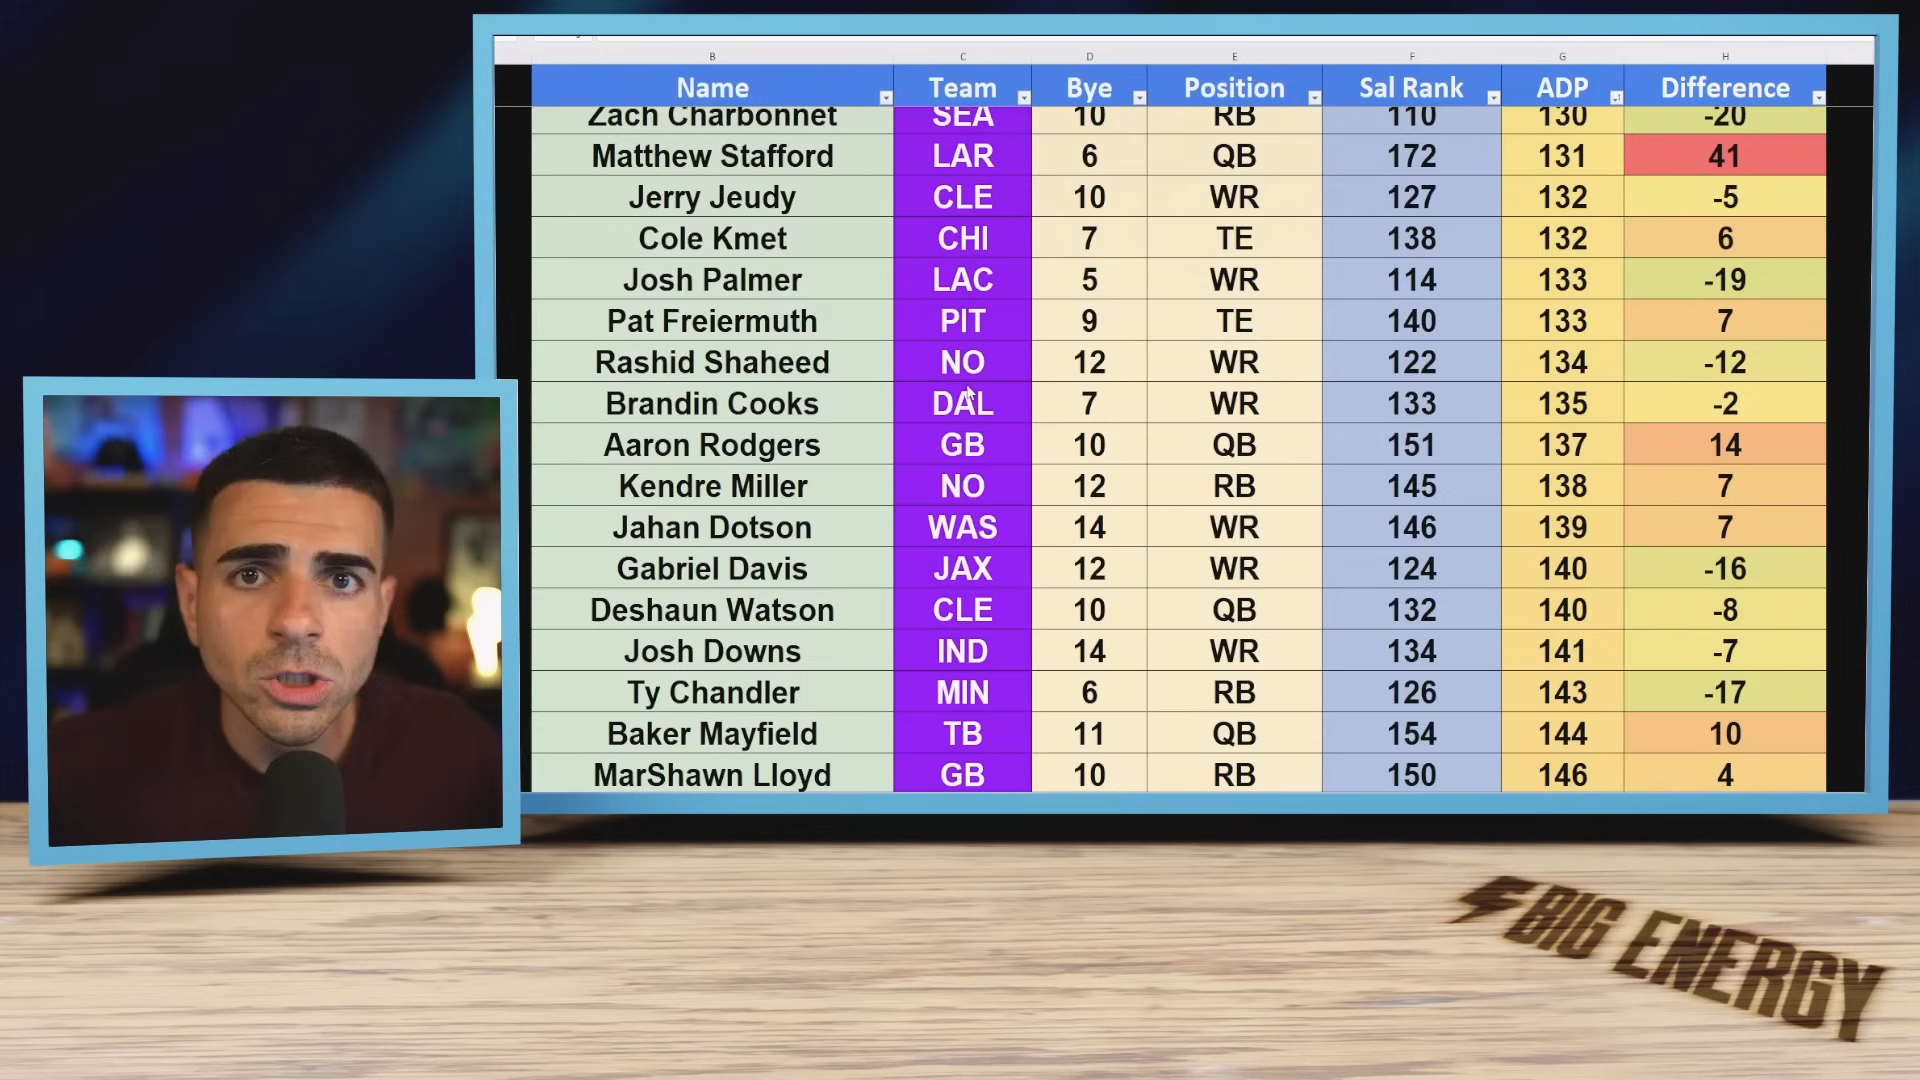 B C D E F G H
Name Team Bye Position Sal Rank ADP Difference
Zach Charbonnet SEA 10 RB 110 130 -20
Matthew Stafford LAR 6 QB 172 131 41
Jerry Jeudy CLE 10 WR 127 132 -5
Cole Kmet CHI 7 TE 138 132 6
Josh Palmer LAC 5 WR 114 133 -19
Pat Freiermuth PIT 9 TE 140 133 7
Rashid Shaheed NO 12 WR 122 134 -12
Brandin Cooks DAL 7 WR 133 135 -2
Aaron Rodgers GB 10 QB 151 137 14
Kendre Miller NO 12 RB 145 138 7
Jahan Dotson WAS 14 WR 146 139 7
Gabriel Davis JAX 12 WR 124 140 -16
Deshaun Watson CLE 10 QB 132 140 -8
Josh Downs IND 14 WR 134 141 -7
Ty Chandler MIN 6 RB 126 143 -17
Baker Mayfield TB 11 QB 154 144 10
MarShawn Lloyd GB 10 RB 150 146 4
BIG ENERGY